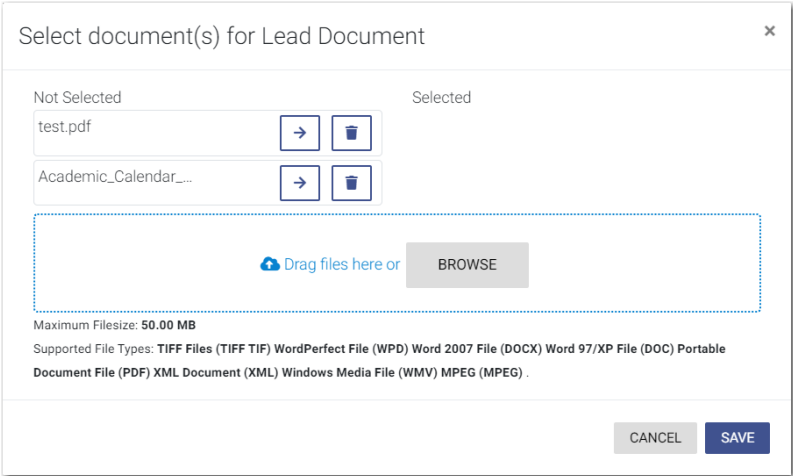 Select document(s) for Lead Document
×
Not Selected
Selected
test.pdf
Academic_Calendar_...
Drag files here or BROWSE
Maximum Filesize: 50.00 MB
Supported File Types: TIFF Files (TIFF TIF) WordPerfect File (WPD) Word 2007 File (DOCX) Word 97/XP File (DOC) Portable
Document File (PDF) XML Document (XML) Windows Media File (WMV) MPEG (MPEG) .
CANCEL SAVE